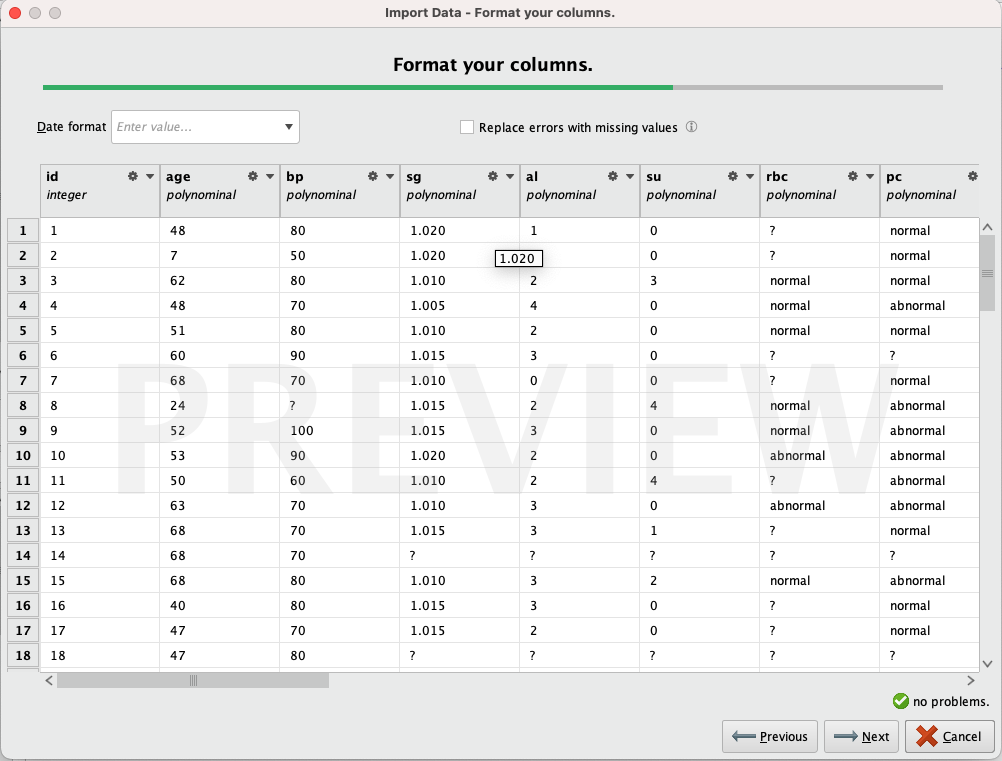 Import Data - Format your columns.
Format your columns.
Date format Enter value... Replace errors with missing values ⓘ
id age bp sg al su rbc pc
integer polynominal polynominal polynominal polynominal polynominal polynominal polynominal
1 1 48 80 1.020 1 0 ? normal
2 2 7 50 1.020 1.020 0 ? normal
3 3 62 80 1.010 2 3 normal normal
4 4 48 70 1.005 4 0 normal abnormal
5 5 51 80 1.010 2 0 normal normal
6 6 60 90 1.015 3 0 ? ?
7 7 68 70 1.010 0 0 ? normal
8 8 24 ? 1.015 2 4 normal abnormal
9 9 52 100 1.015 3 0 normal abnormal
10 10 53 90 1.020 2 0 abnormal abnormal
11 11 50 60 1.010 2 4 ? abnormal
12 12 63 70 1.010 3 0 abnormal abnormal
13 13 68 70 1.015 3 1 ? normal
14 14 68 70 ? ? ? ? ?
15 15 68 80 1.010 3 2 normal abnormal
16 16 40 80 1.015 3 0 ? normal
17 17 47 70 1.015 2 0 ? normal
18 18 47 80 ? ? ? ? ?
PREVIEW
no problems.
Previous Next Cancel